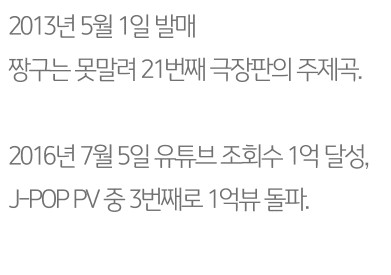 2013년 5월 1일 발매
짱구는 못말려 21번째 극장판의 주제곡.
2016년 7월 5일 유튜브 조회수 1억 달성,
J-POP PV 중 3번째로 1억뷰 돌파.